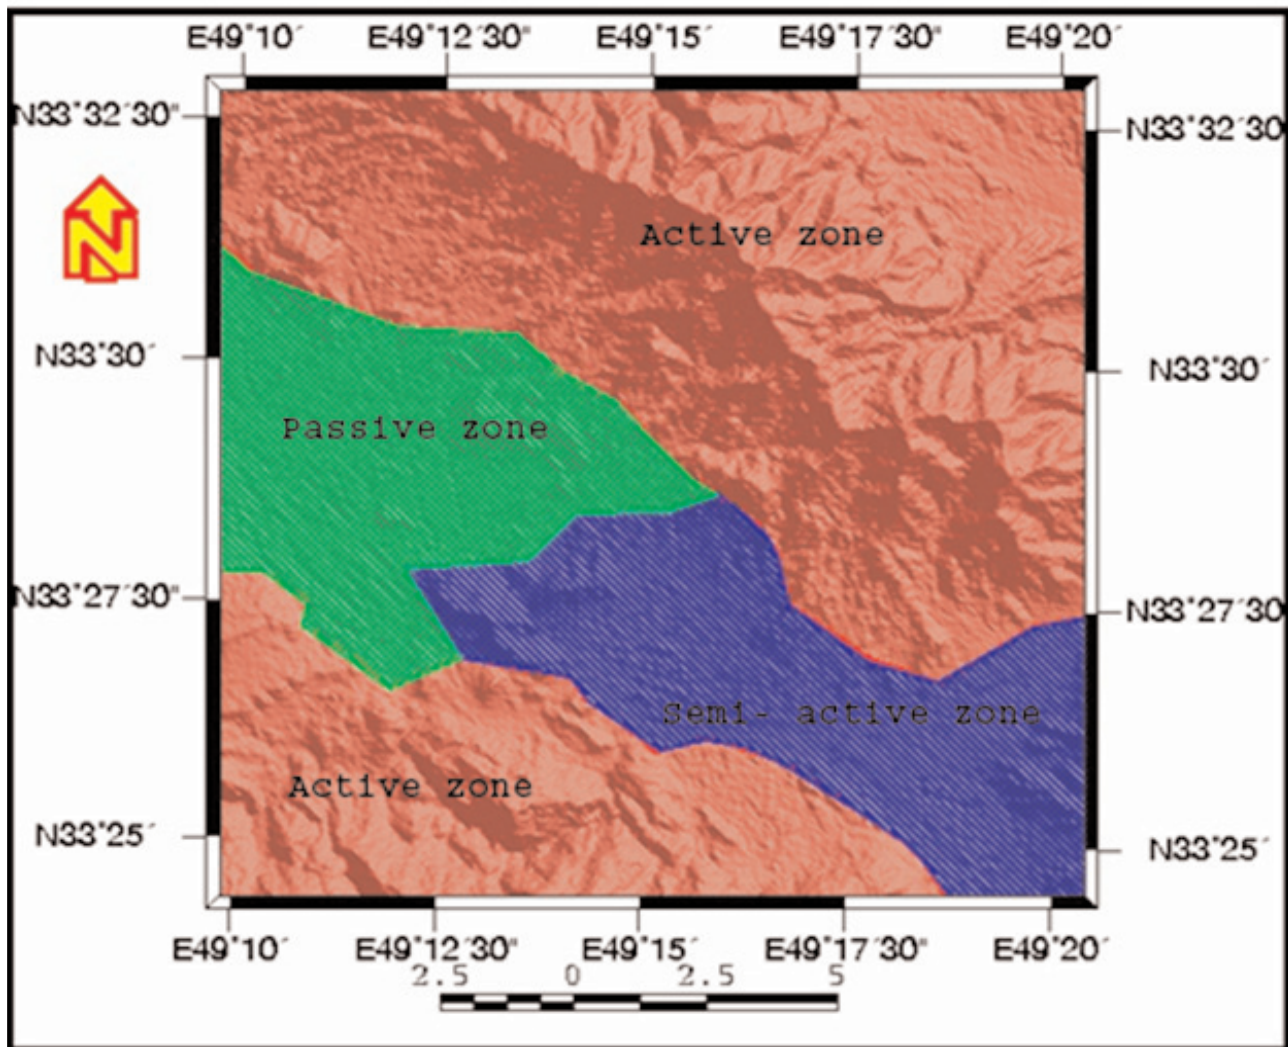 E49°10´ E49°12´30" E49°15´ E49°17´30" E49°20´
N33°32´30" N33°32´30
N
Active zone
N33°30´ N33°30´
Passive zone
N33°27´30" N33°27´30
Semi- active zone
Active zone
N33°25´ N33°25´
E49°10´ E49°12´30" E49°15´ E49°17´30" E49°20´
2.5 0 2.5 5